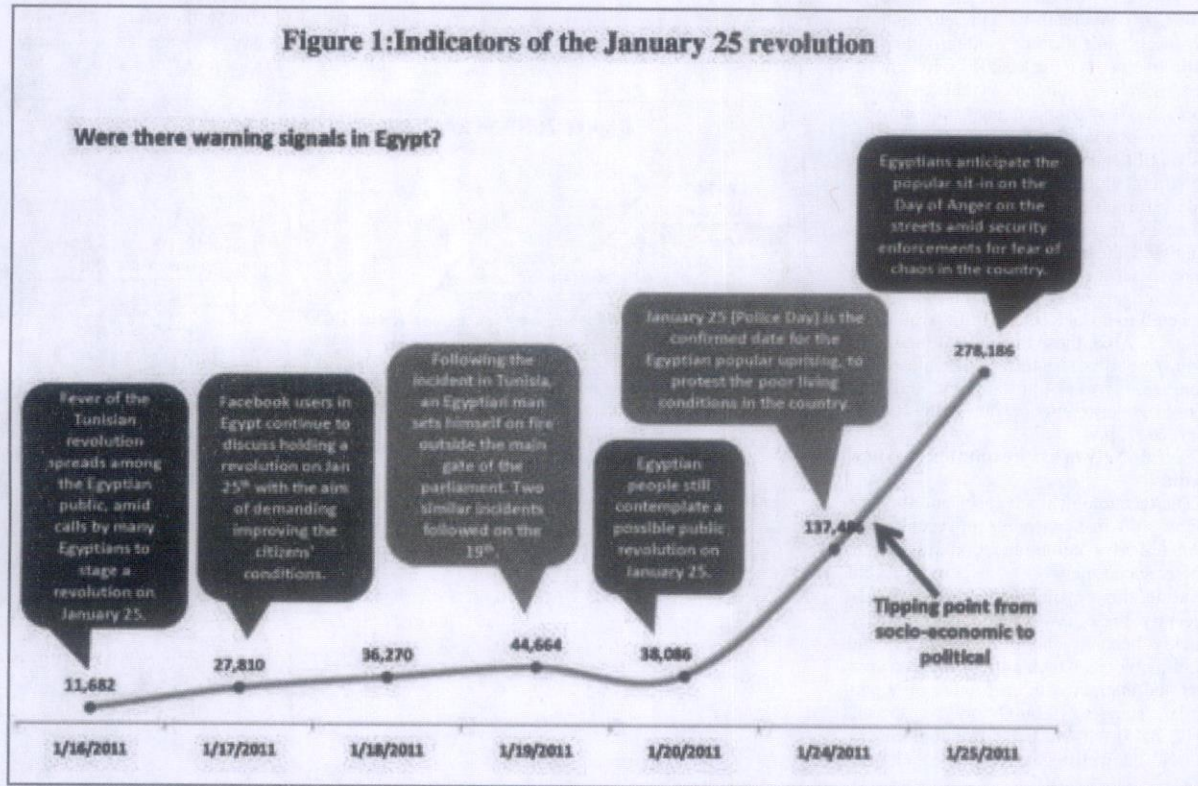 Figure 1:Indicators of the January 25 revolution
Were there warning signals in Egypt?
Fever of the
Tunisian
revolution
spreads among
the Egyptian
public, amid
calls by many
Egyptians to
stage a
revolution on
January 25.
Facebook users in
Egypt continue to
discuss holding a
revolution on Jan
25th with the aim
of demanding
improving the
citizens'
conditions.
Following the
incident in Tunisia,
an Egyptian man
sets himself on fire
outside the main
gate of the
parliament. Two
similar incidents
followed on the
19th.
Egyptian
people still
contemplate a
possible public
revolution on
January 25.
January 25 (Police Day) is the
confirmed date for the
Egyptian popular uprising, to
protest the poor living
conditions in the country.
Egyptians anticipate the
popular sit-in on the
Day of Anger on the
streets amid security
enforcements for fear of
chaos in the country.
11,682
27,810
36,270
44,664
38,086
137,486
278,186
Tipping point from
socio-economic to
political
1/16/2011
1/17/2011
1/18/2011
1/19/2011
1/20/2011
1/24/2011
1/25/2011